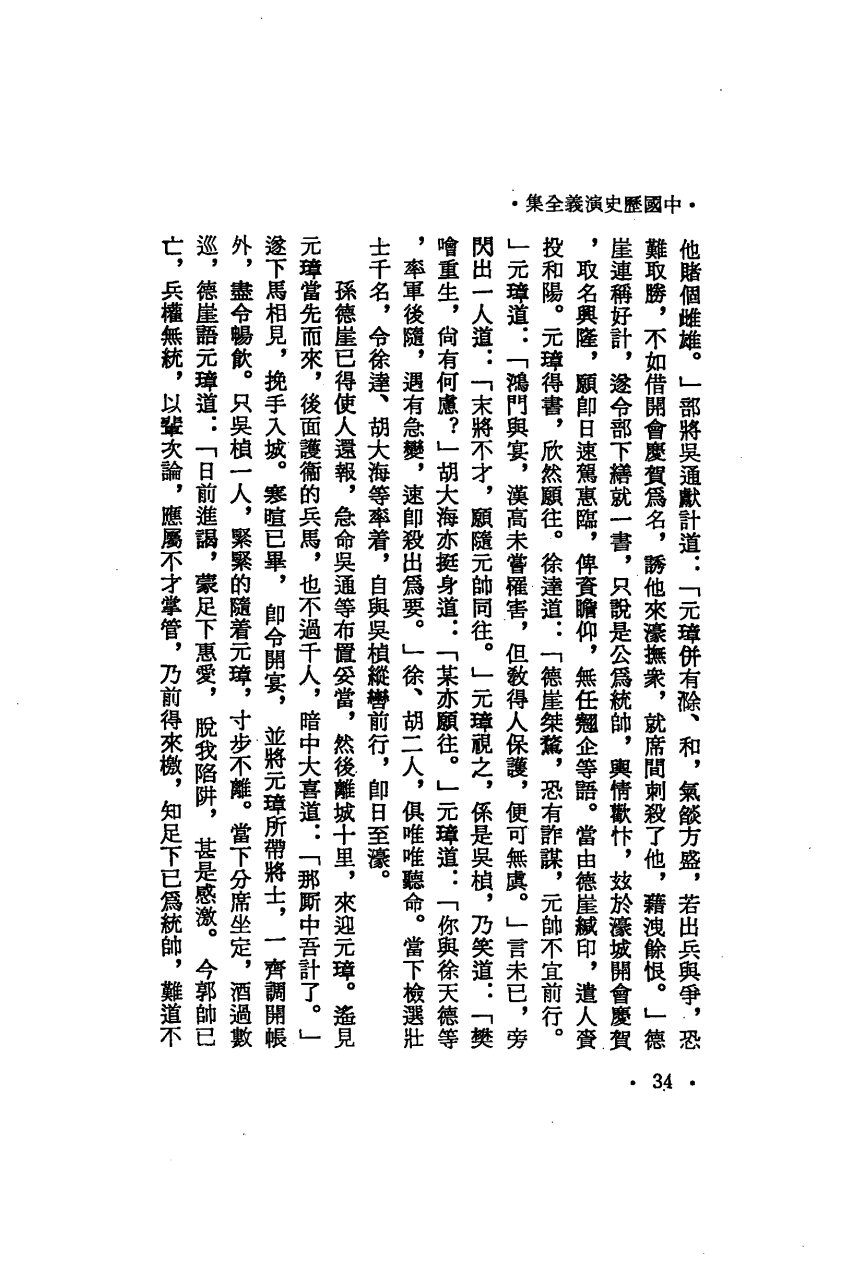 ·中國歷史演義全集·
他賭個雌雄。」部將吳通獻計道：「元璋併有滁、和，氣燄方盛，若出兵與爭，恐
難取勝，不如借開會慶賀爲名，誘他來濠撫衆，就席間刺殺了他，藉洩餘恨。」德
崖連稱好計，遂令部下繕就一書，只說是公爲統帥，輿情歡忭，玆於濠城開會慶賀
，取名興隆，願卽日速駕惠臨，俾資瞻仰，無任翹企等語。當由德崖緘印，遣人賫
投和陽。元璋得書，欣然願往。徐達道：「德崖桀驁，恐有詐謀，元帥不宜前行。
」元璋道：「鴻門與宴，漢高未嘗罹害，但敎得人保護，便可無虞。」言未已，旁
閃出一人道：「末將不才，願隨元帥同往。」元璋視之，係是吳楨，乃笑道：「樊
噲重生，尙有何慮？」胡大海亦挺身道：「某亦願往。」元璋道：「你與徐天德等
，率軍後隨，遇有急變，速卽殺出爲要。」徐、胡二人，俱唯唯聽命。當下檢選壯
士千名，令徐達、胡大海等率着，自與吳楨縱轡前行，卽日至濠。
孫德崖已得使人還報，急命吳通等布置妥當，然後離城十里，來迎元璋。遙見
元璋當先而來，後面護衞的兵馬，也不過千人，暗中大喜道：「那厮中吾計了。」
遂下馬相見，挽手入城。寒暄已畢，卽令開宴，並將元璋所帶將士，一齊調開帳
外，盡令暢飲。只吳楨一人，緊緊的隨着元璋，寸步不離。當下分席坐定，酒過數
巡，德崖語元璋道：「日前進謁，蒙足下惠愛，脫我陷阱，甚是感激。今郭帥已
亡，兵權無統，以輩次論，應屬不才掌管，乃前得來檄，知足下已爲統帥，難道不
· 34 ·